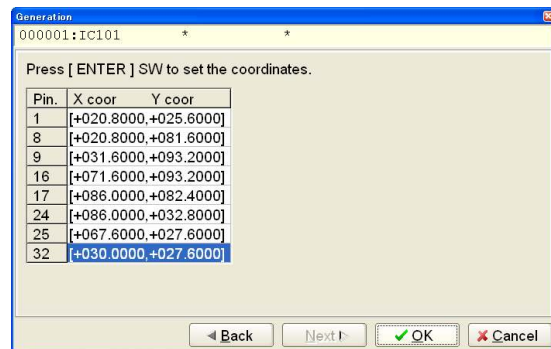 Generation
000001:IC101 * *
Press [ ENTER ] SW to set the coordinates.
Pin. X coor Y coor
1 [+020.8000,+025.6000]
8 [+020.8000,+081.6000]
9 [+031.6000,+093.2000]
16 [+071.6000,+093.2000]
17 [+086.0000,+082.4000]
24 [+086.0000,+032.8000]
25 [+067.6000,+027.6000]
32 [+030.0000,+027.6000]
Back Next OK Cancel